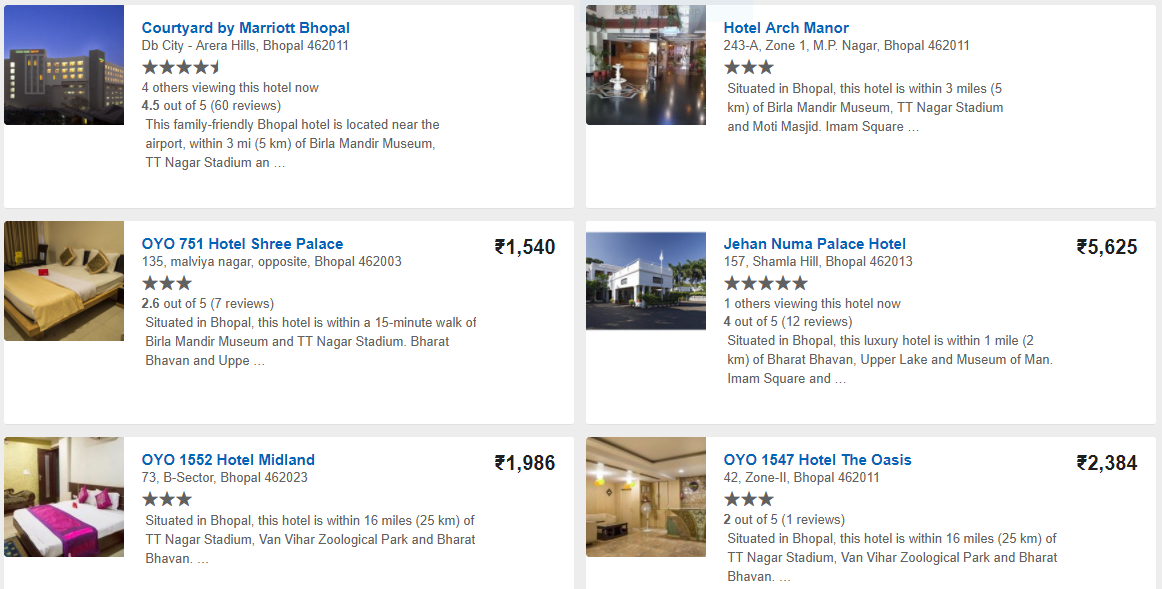 Courtyard by Marriott Bhopal
Db City - Arera Hills, Bhopal 462011
4 others viewing this hotel now
4.5 out of 5 (60 reviews)
This family-friendly Bhopal hotel is located near the
airport, within 3 mi (5 km) of Birla Mandir Museum,
TT Nagar Stadium an ...
Hotel Arch Manor
243-A, Zone 1, M.P. Nagar, Bhopal 462011
Situated in Bhopal, this hotel is within 3 miles (5
km) of Birla Mandir Museum, TT Nagar Stadium
and Moti Masjid. Imam Square ...
OYO 751 Hotel Shree Palace
₹1,540
135, malviya nagar, opposite, Bhopal 462003
2.6 out of 5 (7 reviews)
Situated in Bhopal, this hotel is within a 15-minute walk of
Birla Mandir Museum and TT Nagar Stadium. Bharat
Bhavan and Uppe ...
Jehan Numa Palace Hotel
₹5,625
157, Shamla Hill, Bhopal 462013
1 others viewing this hotel now
4 out of 5 (12 reviews)
Situated in Bhopal, this luxury hotel is within 1 mile (2
km) of Bharat Bhavan, Upper Lake and Museum of Man.
Imam Square and ...
OYO 1552 Hotel Midland
₹1,986
73, B-Sector, Bhopal 462023
Situated in Bhopal, this hotel is within 16 miles (25 km) of
TT Nagar Stadium, Van Vihar Zoological Park and Bharat
Bhavan. ...
OYO 1547 Hotel The Oasis
₹2,384
42, Zone-II, Bhopal 462011
2 out of 5 (1 reviews)
Situated in Bhopal, this hotel is within 16 miles (25 km) of
TT Nagar Stadium, Van Vihar Zoological Park and Bharat
Bhavan. ...